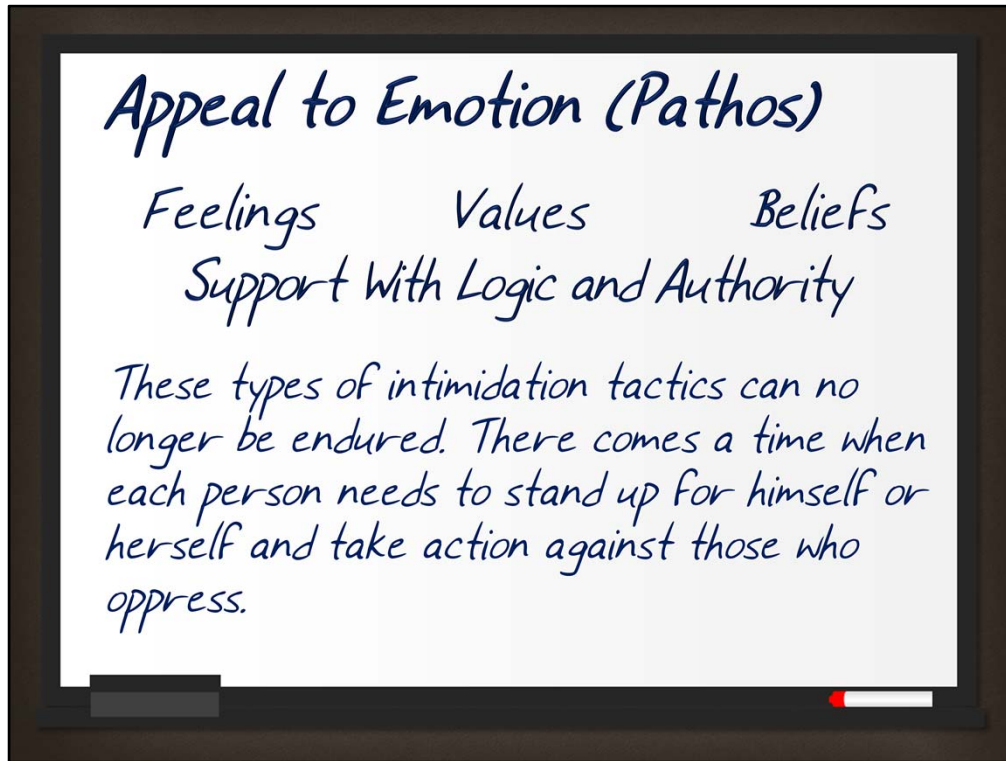 Appeal to Emotion (Pathos)
Feelings Values Beliefs
Support With Logic and Authority
These types of intimidation tactics can no
longer be endured. There comes a time when
each person needs to stand up for himself or
herself and take action against those who
oppress.